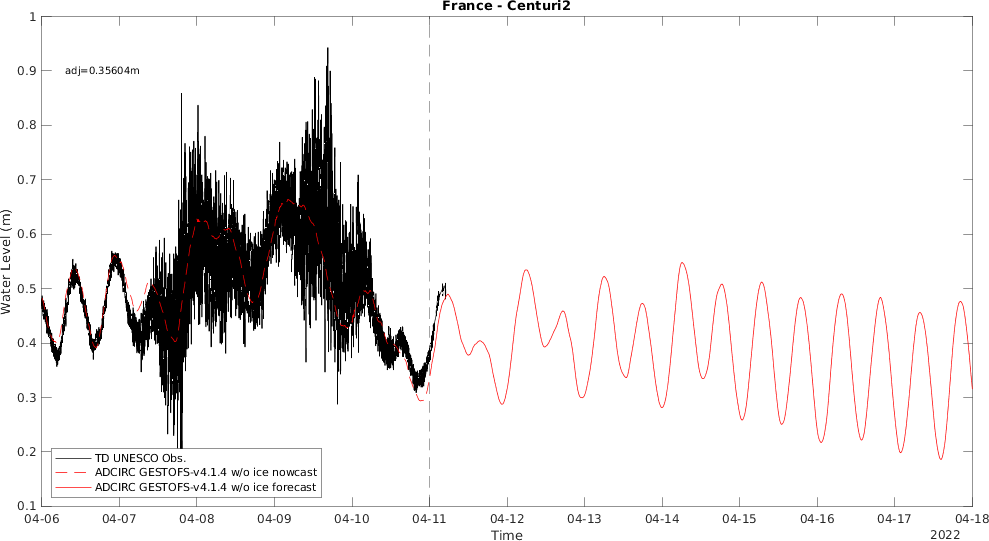 France - Centuri2
1
0.9
adj=0.35604m
0.8
0.7
0.6
Water Level (m)
0.5
0.4
0.3
0.2
TD UNESCO Obs.
ADCIRC GESTOFS-v4.1.4 w/o ice nowcast
ADCIRC GESTOFS-v4.1.4 w/o ice forecast
0.1
04-06 04-07 04-08 04-09 04-10 04-11 04-12 04-13 04-14 04-15 04-16 04-17 04-18
Time
2022